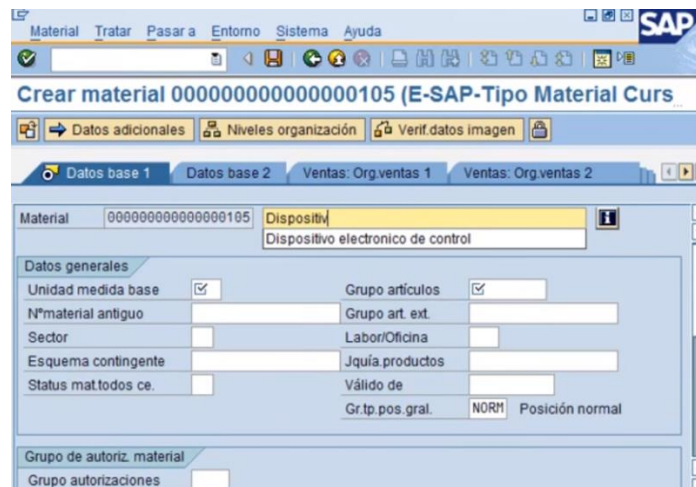 Material Tratar Pasar a Entorno Sistema Ayuda
SAP
Crear material 000000000000000105 (E-SAP-Tipo Material Curs
Datos adicionales Niveles organización Verif.datos imagen
Datos base 1 Datos base 2 Ventas: Org.ventas 1 Ventas: Org.ventas 2
Material 000000000000000105 Dispositiv
Dispositivo electronico de control
Datos generales
Unidad medida base Grupo artículos
Nºmaterial antiguo Grupo art. ext.
Sector Labor/Oficina
Esquema contingente Jquía.productos
Status mat.todos ce. Válido de
Gr.tp.pos.gral. NORM Posición normal
Grupo de autoriz. material
Grupo autorizaciones